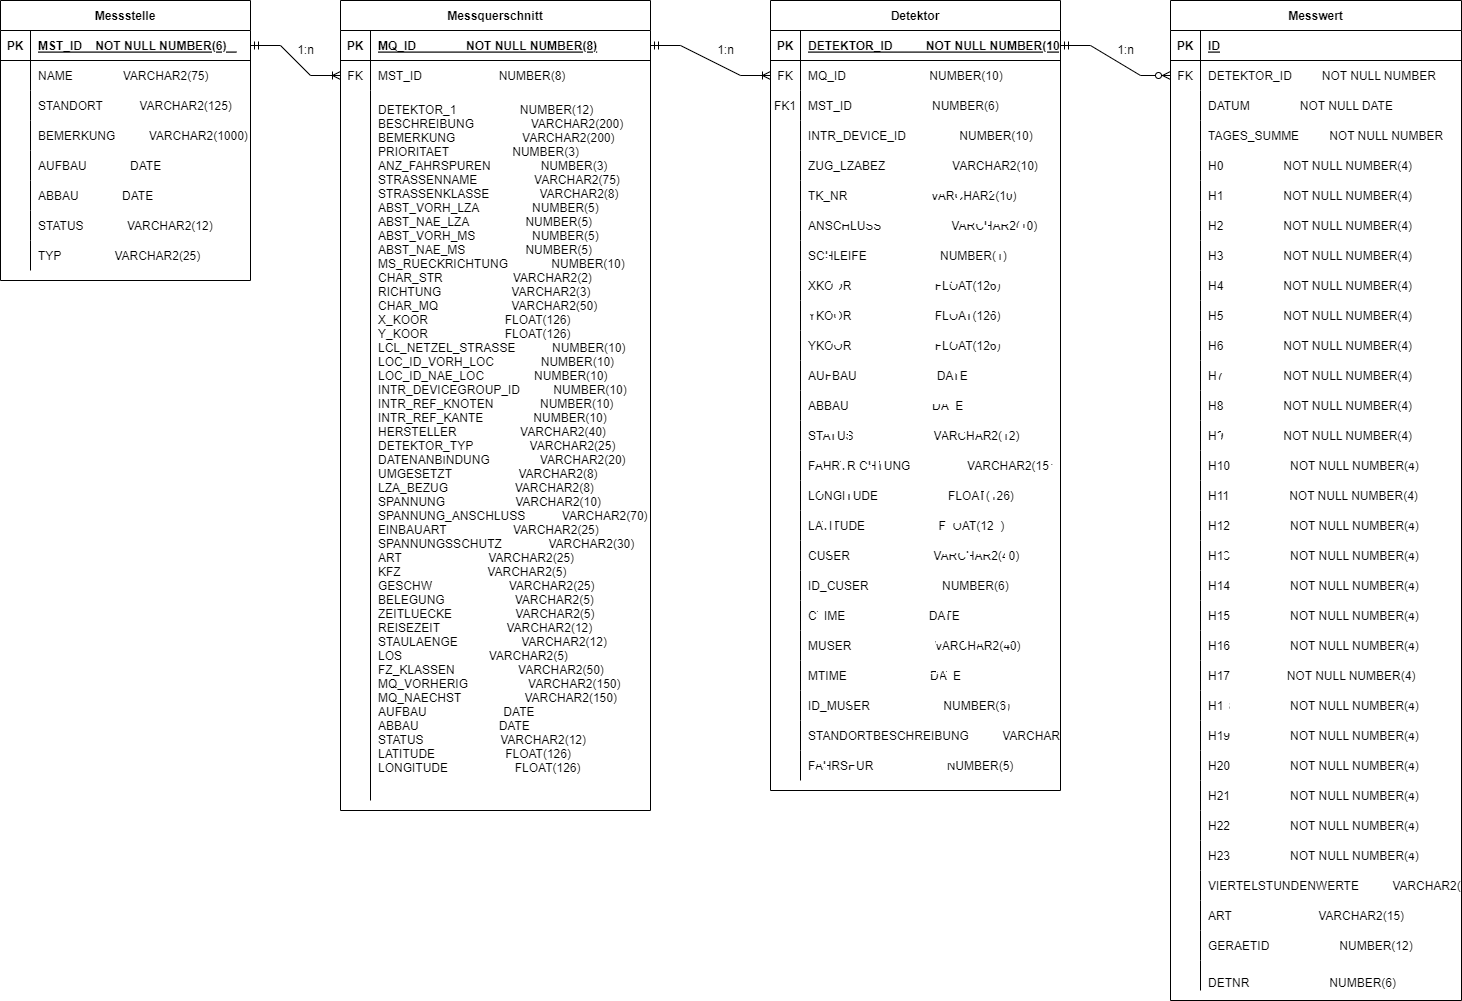 Messstelle
PK MST_ID NOT NULL NUMBER(6)
NAME VARCHAR2(75)
STANDORT VARCHAR2(125)
BEMERKUNG VARCHAR2(1000)
AUFBAU DATE
ABBAU DATE
STATUS VARCHAR2(12)
TYP VARCHAR2(25)
1:n
Messquerschnitt
PK MQ_ID NOT NULL NUMBER(8)
FK MST_ID NUMBER(8)
DETEKTOR_1 NUMBER(12)
BESCHREIBUNG VARCHAR2(200)
BEMERKUNG VARCHAR2(200)
PRIORITAET NUMBER(3)
ANZ_FAHRSPUREN NUMBER(3)
STRASSENNAME VARCHAR2(75)
STRASSENKLASSE VARCHAR2(8)
ABST_VORH_LZA NUMBER(5)
ABST_NAE_LZA NUMBER(5)
ABST_VORH_MS NUMBER(5)
ABST_NAE_MS NUMBER(5)
MS_RUECKRICHTUNG NUMBER(10)
CHAR_STR VARCHAR2(2)
RICHTUNG VARCHAR2(3)
CHAR_MQ VARCHAR2(50)
X_KOOR FLOAT(126)
Y_KOOR FLOAT(126)
LCL_NETZEL_STRASSE NUMBER(10)
LOC_ID_VORH_LOC NUMBER(10)
LOC_ID_NAE_LOC NUMBER(10)
INTR_DEVICEGROUP_ID NUMBER(10)
INTR_REF_KNOTEN NUMBER(10)
INTR_REF_KANTE NUMBER(10)
HERSTELLER VARCHAR2(40)
DETEKTOR_TYP VARCHAR2(25)
DATENANBINDUNG VARCHAR2(20)
UMGESETZT VARCHAR2(8)
LZA_BEZUG VARCHAR2(8)
SPANNUNG VARCHAR2(10)
SPANNUNG_ANSCHLUSS VARCHAR2(70)
EINBAUART VARCHAR2(25)
SPANNUNGSSCHUTZ VARCHAR2(30)
ART VARCHAR2(25)
KFZ VARCHAR2(5)
GESCHW VARCHAR2(25)
BELEGUNG VARCHAR2(5)
ZEITLUECKE VARCHAR2(5)
REISEZEIT VARCHAR2(12)
STAULAENGE VARCHAR2(12)
LOS VARCHAR2(5)
FZ_KLASSEN VARCHAR2(50)
MQ_VORHERIG VARCHAR2(150)
MQ_NAECHST VARCHAR2(150)
AUFBAU DATE
ABBAU DATE
STATUS VARCHAR2(12)
LATITUDE FLOAT(126)
LONGITUDE FLOAT(126)
1:n
Detektor
PK DETEKTOR_ID NOT NULL NUMBER(10
FK MQ_ID NUMBER(10)
FK1 MST_ID NUMBER(6)
INTR_DEVICE_ID NUMBER(10)
ZUG_LZABEZ VARCHAR2(10)
TK_NR VARCHAR2(10)
ANSCHLUSS VARCHAR2(10)
SCHLEIFE NUMBER(1)
XKOOR FLOAT(126)
YKOOR FLOAT(126)
YKOOR FLOAT(126)
AUFBAU DATE
ABBAU DATE
STATUS VARCHAR2(12)
FAHRTRICHTUNG VARCHAR2(15
LONGITUDE FLOAT(126)
LATITUDE FLOAT(12 )
CUSER VARCHAR2(40)
ID_CUSER NUMBER(6)
CTIME DATE
MUSER VARCHAR2(40)
MTIME DATE
ID_MUSER NUMBER(6)
STANDORTBESCHREIBUNG VARCHAR
FAHRSPUR NUMBER(5)
1:n
Messwert
PK ID
FK DETEKTOR_ID NOT NULL NUMBER
DATUM NOT NULL DATE
TAGES_SUMME NOT NULL NUMBER
H0 NOT NULL NUMBER(4)
H1 NOT NULL NUMBER(4)
H2 NOT NULL NUMBER(4)
H3 NOT NULL NUMBER(4)
H4 NOT NULL NUMBER(4)
H5 NOT NULL NUMBER(4)
H6 NOT NULL NUMBER(4)
H7 NOT NULL NUMBER(4)
H8 NOT NULL NUMBER(4)
H9 NOT NULL NUMBER(4)
H10 NOT NULL NUMBER(4)
H11 NOT NULL NUMBER(4)
H12 NOT NULL NUMBER(4)
H13 NOT NULL NUMBER(4)
H14 NOT NULL NUMBER(4)
H15 NOT NULL NUMBER(4)
H16 NOT NULL NUMBER(4)
H17 NOT NULL NUMBER(4)
H18 NOT NULL NUMBER(4)
H19 NOT NULL NUMBER(4)
H20 NOT NULL NUMBER(4)
H21 NOT NULL NUMBER(4)
H22 NOT NULL NUMBER(4)
H23 NOT NULL NUMBER(4)
VIERTELSTUNDENWERTE VARCHAR2(
ART VARCHAR2(15)
GERAETID NUMBER(12)
DETNR NUMBER(6)